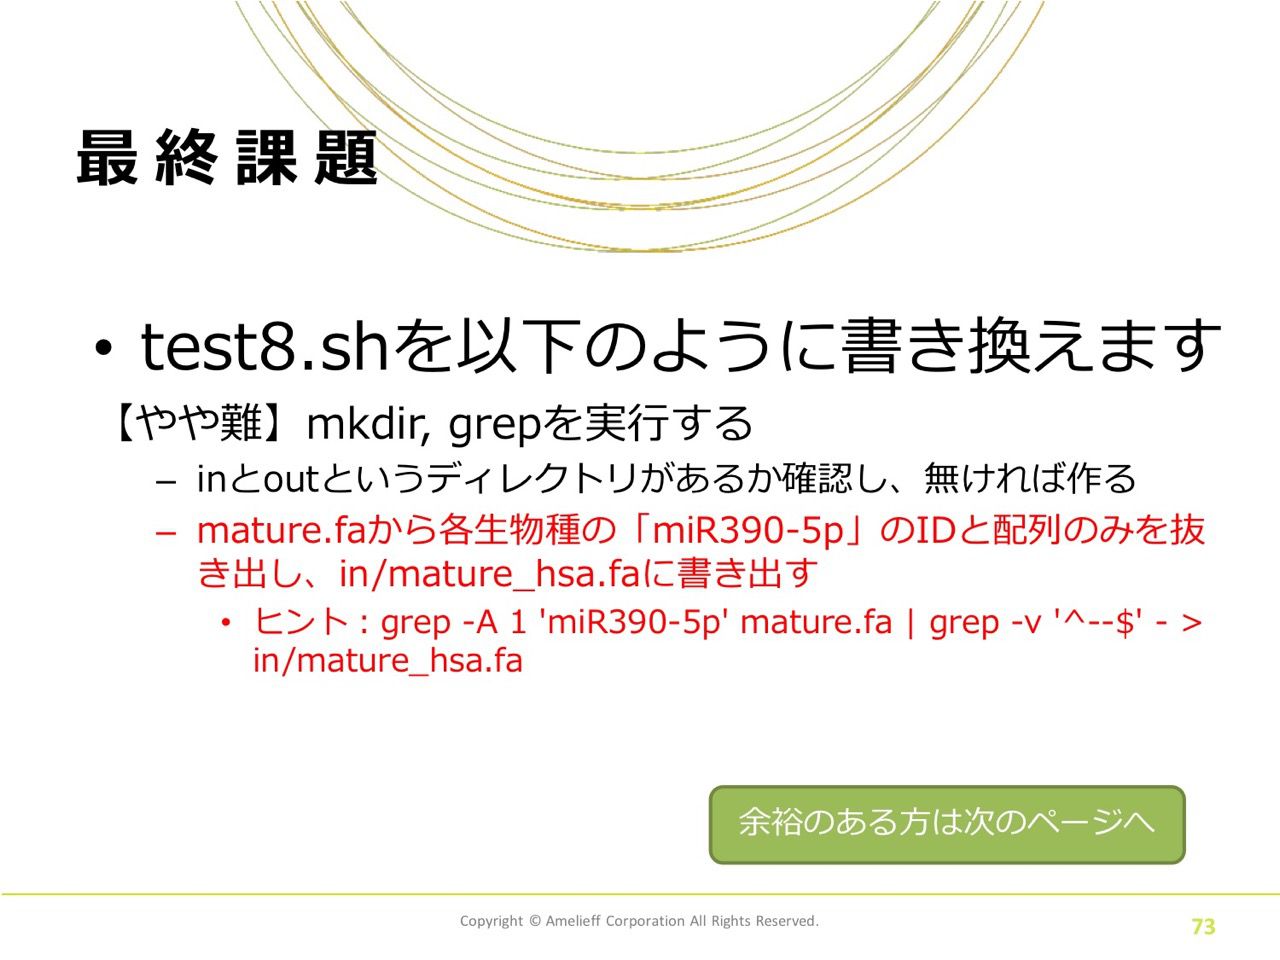 最終課題
• test8.shを以下のように書き換えます
【やや難】mkdir, grepを実行する
– inとoutというディレクトリがあるか確認し、無ければ作る
– mature.faから各生物種の「miR390-5p」のIDと配列のみを抜
き出し、in/mature_hsa.faに書き出す
• ヒント：grep -A 1 'miR390-5p' mature.fa | grep -v '^--$' - >
in/mature_hsa.fa
余裕のある方は次のページへ
Copyright © Amelieff Corporation All Rights Reserved.
73